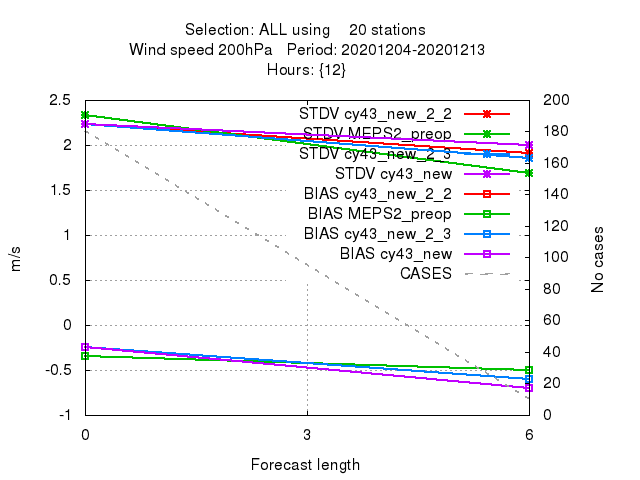 Selection: ALL using 20 stations
Wind speed 200hPa Period: 20201204-20201213
Hours: {12}
2.5
2
1.5
1
0.5
0
-0.5
-1
m/s
STDV cy43_new_2_2
STDV MEPS2_preop
STDV cy43_new_2_3
STDV cy43_new
BIAS cy43_new_2_2
BIAS MEPS2_preop
BIAS cy43_new_2_3
BIAS cy43_new
CASES
200
180
160
140
120
100
80
60
40
20
0
No cases
0 3 6
Forecast length